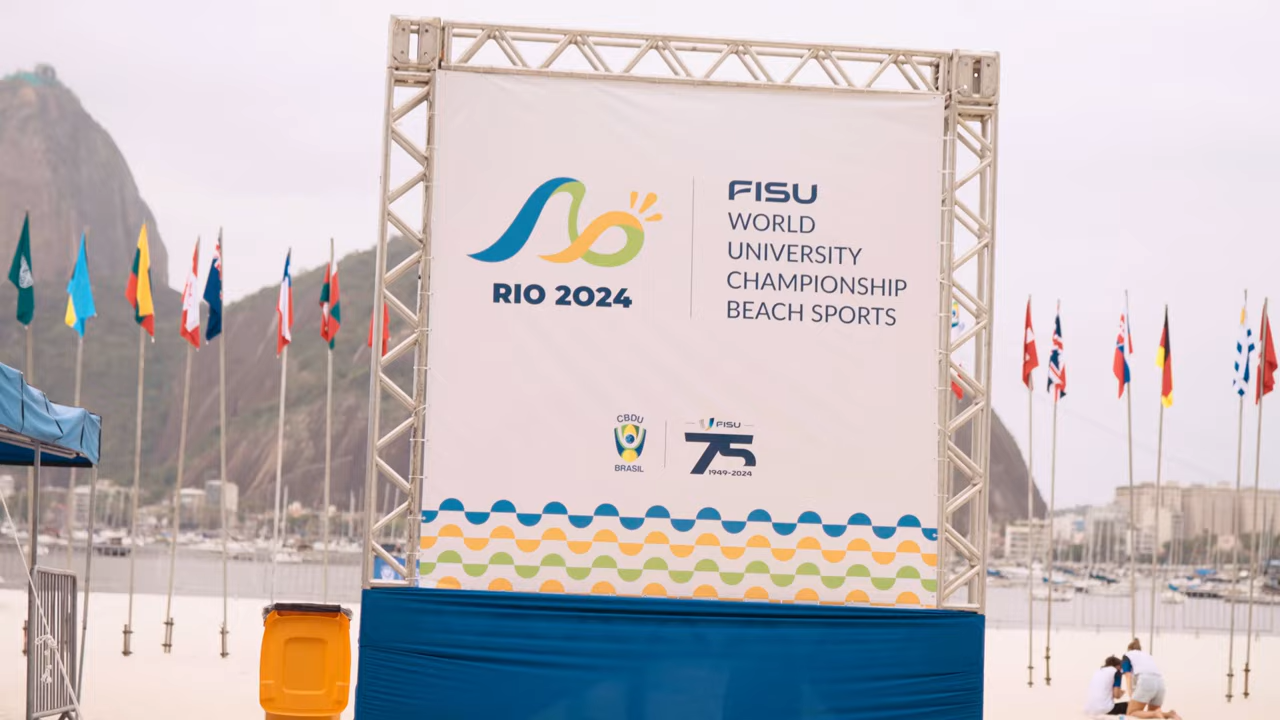 RIO 2024
FISU
WORLD
UNIVERSITY
CHAMPIONSHIP
BEACH SPORTS
CBDU
BRASIL
FISU
75
1949-2024